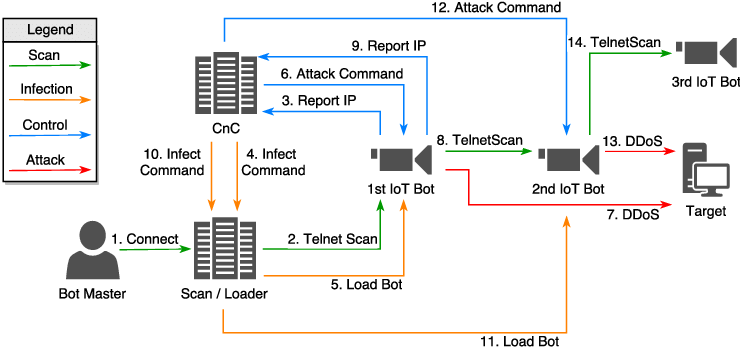 Legend
Scan
Infection
Control
Attack
12. Attack Command
9. Report IP
14. TelnetScan
6. Attack Command
3rd IoT Bot
3. Report IP
CnC
8. TelnetScan
13. DDoS
10. Infect
Command
4. Infect
Command
1st IoT Bot
2nd IoT Bot
7. DDoS
Target
1. Connect
2. Telnet Scan
Bot Master
Scan / Loader
5. Load Bot
11. Load Bot